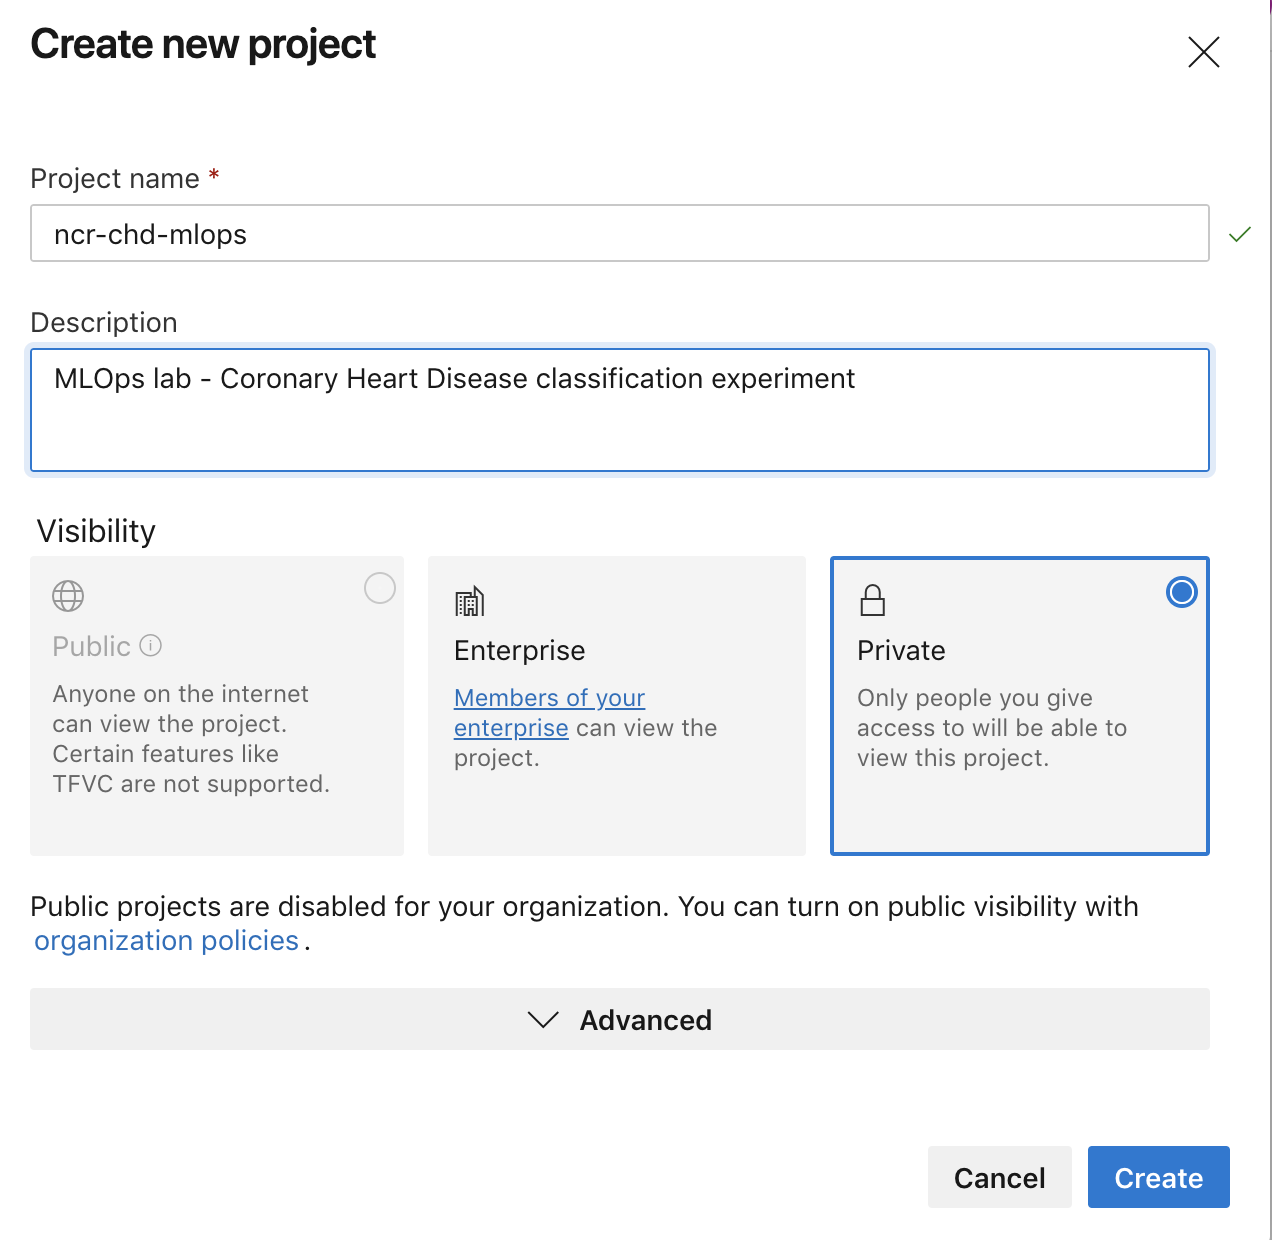 Create new project
Project name *
ncr-chd-mlops
Description
MLOps lab - Coronary Heart Disease classification experiment
Visibility
Public
Anyone on the internet
can view the project.
Certain features like
TFVC are not supported.
Enterprise
Members of your
enterprise can view the
project.
Private
Only people you give
access to will be able to
view this project.
Public projects are disabled for your organization. You can turn on public visibility with
organization policies .
Advanced
Cancel
Create